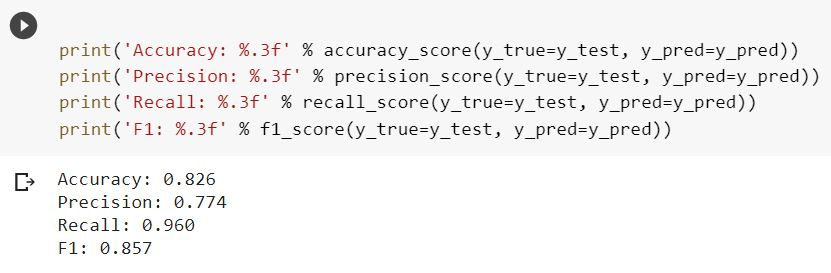 print('Accuracy: %.3f' % accuracy_score(y_true=y_test, y_pred=y_pred))
print('Precision: %.3f' % precision_score(y_true=y_test, y_pred=y_pred))
print('Recall: %.3f' % recall_score(y_true=y_test, y_pred=y_pred))
print('F1: %.3f' % f1_score(y_true=y_test, y_pred=y_pred))
Accuracy: 0.826
Precision: 0.774
Recall: 0.960
F1: 0.857